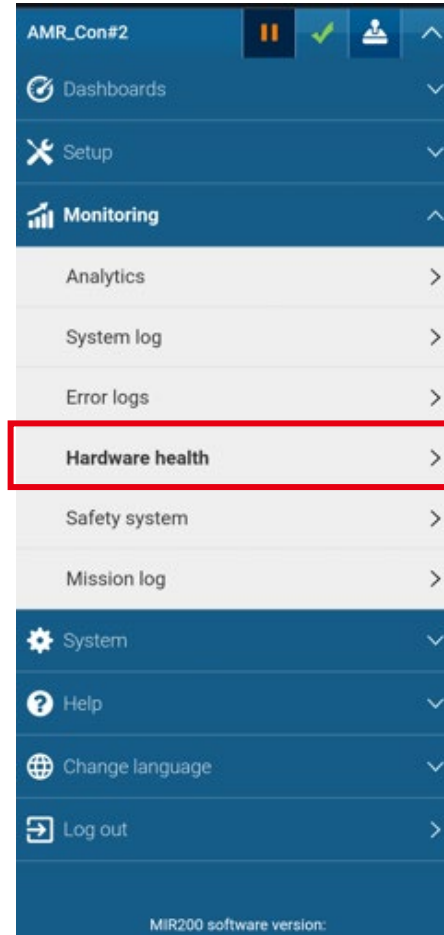 AMR_Con#2
Dashboards
Setup
Monitoring
Analytics
System log
Error logs
Hardware health
Safety system
Mission log
System
Help
Change language
Log out
MIR200 software version: